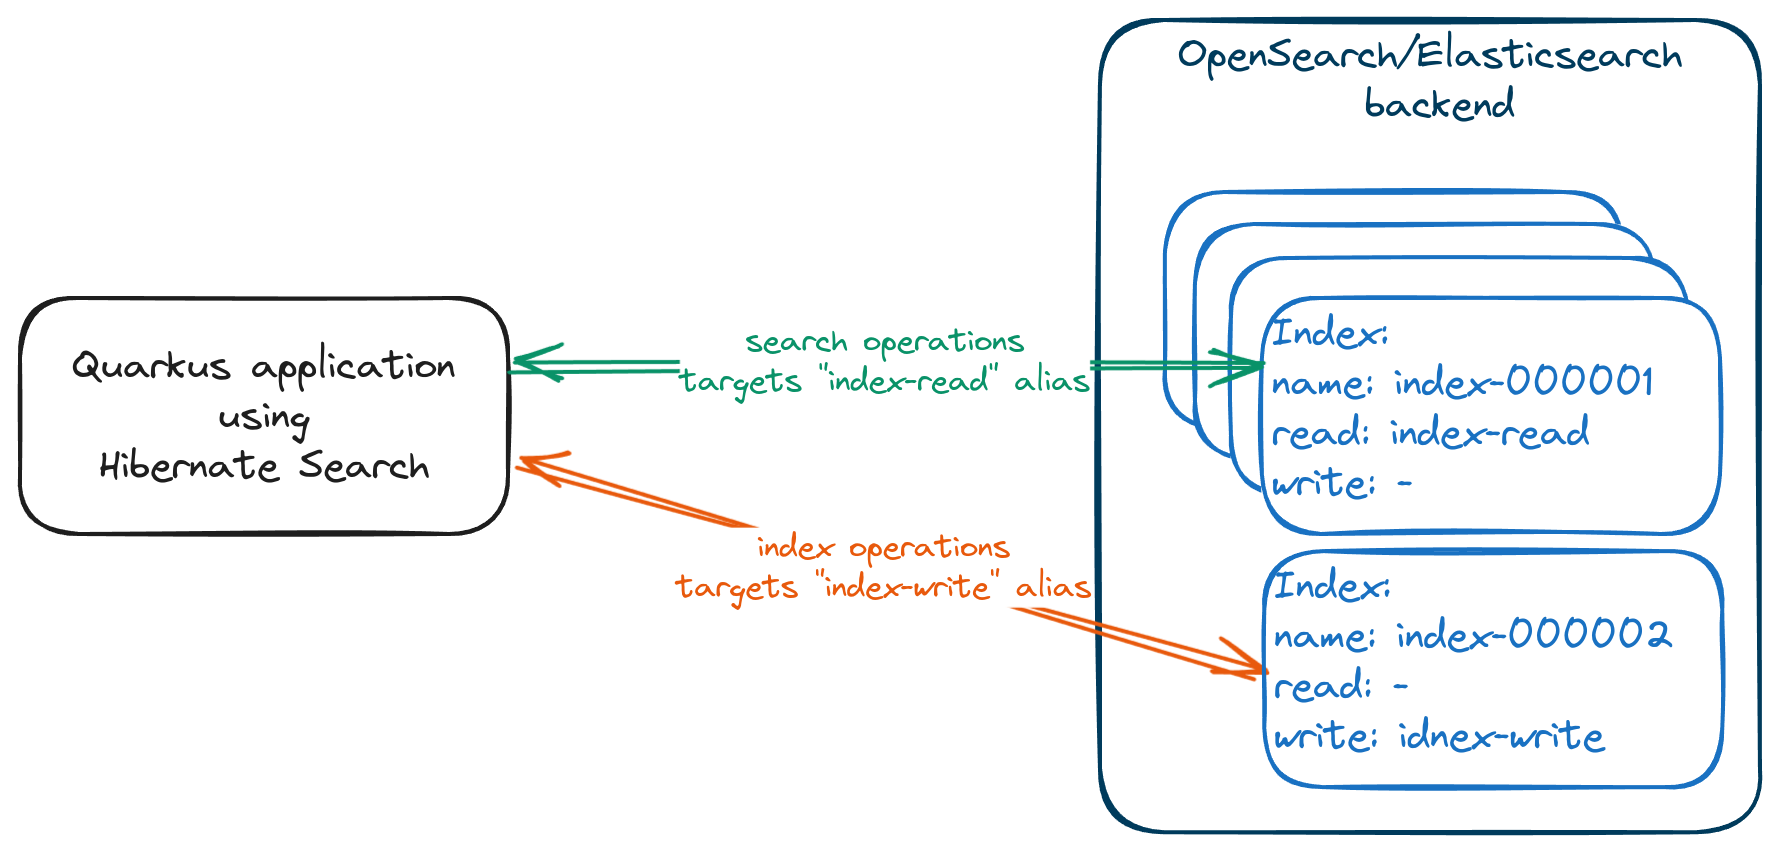 OpenSearch/Elasticsearch
backend
Quarkus application
using
Hibernate Search
search operations
targets "index-read" alias
index operations
targets "index-write" alias
Index:
name: index-000001
read: index-read
write: -
Index:
name: index-000002
read: -
write: idnex-write